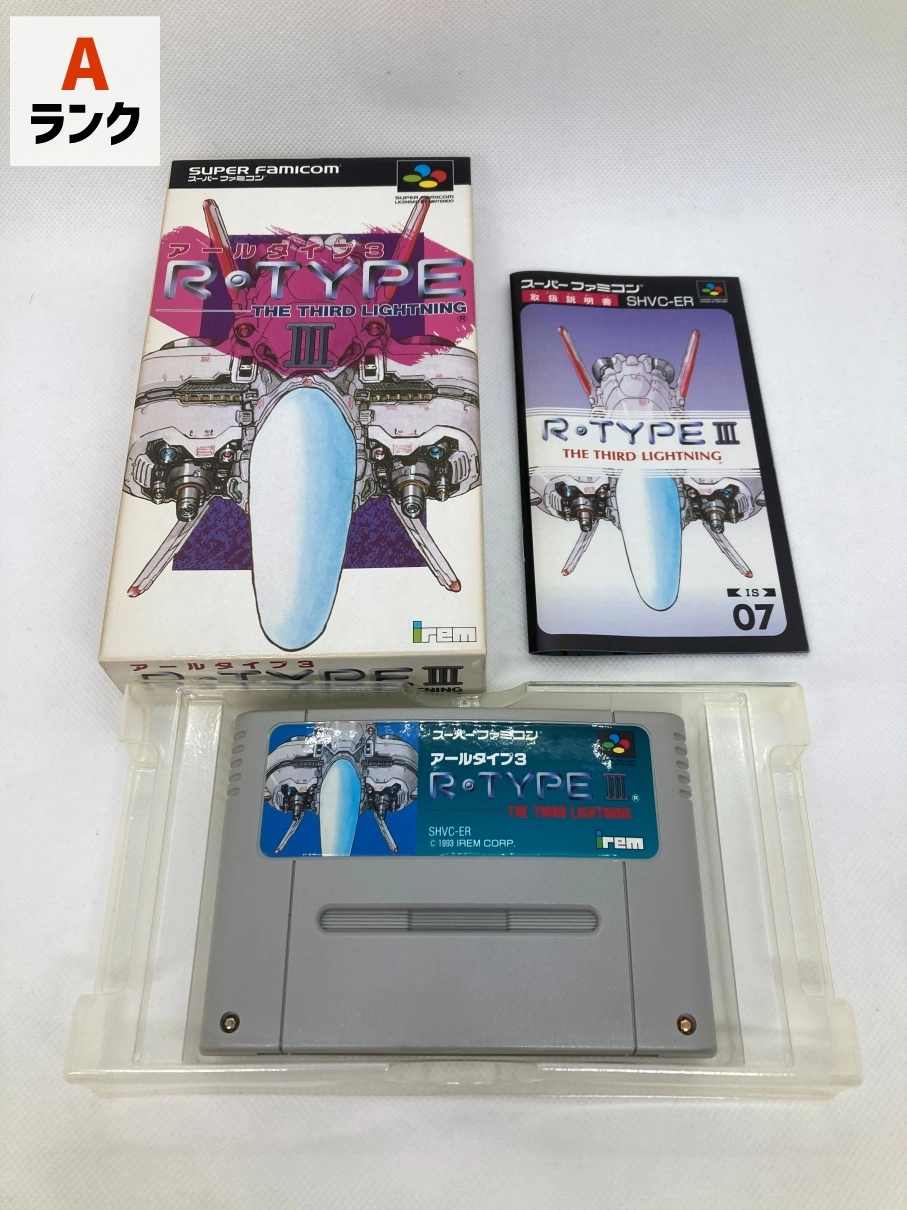 A
ランク
SUPER FAMICOM
スーパーファミコン
SUPER FAMICOM
LICENSED BY NINTENDO
アールタイプ3
R・TYPE
THE THIRD LIGHTNING
®
III
irem
アールタイプ3
R・TYPE III
スーパーファミコン
取扱説明書 SHVC-ER
R・TYPE III
THE THIRD LIGHTNING
IS
07
スーパーファミコン
アールタイプ3
R・TYPE III ®
THE THIRD LIGHTNING
SHVC-ER
© 1993 IREM CORP.
irem